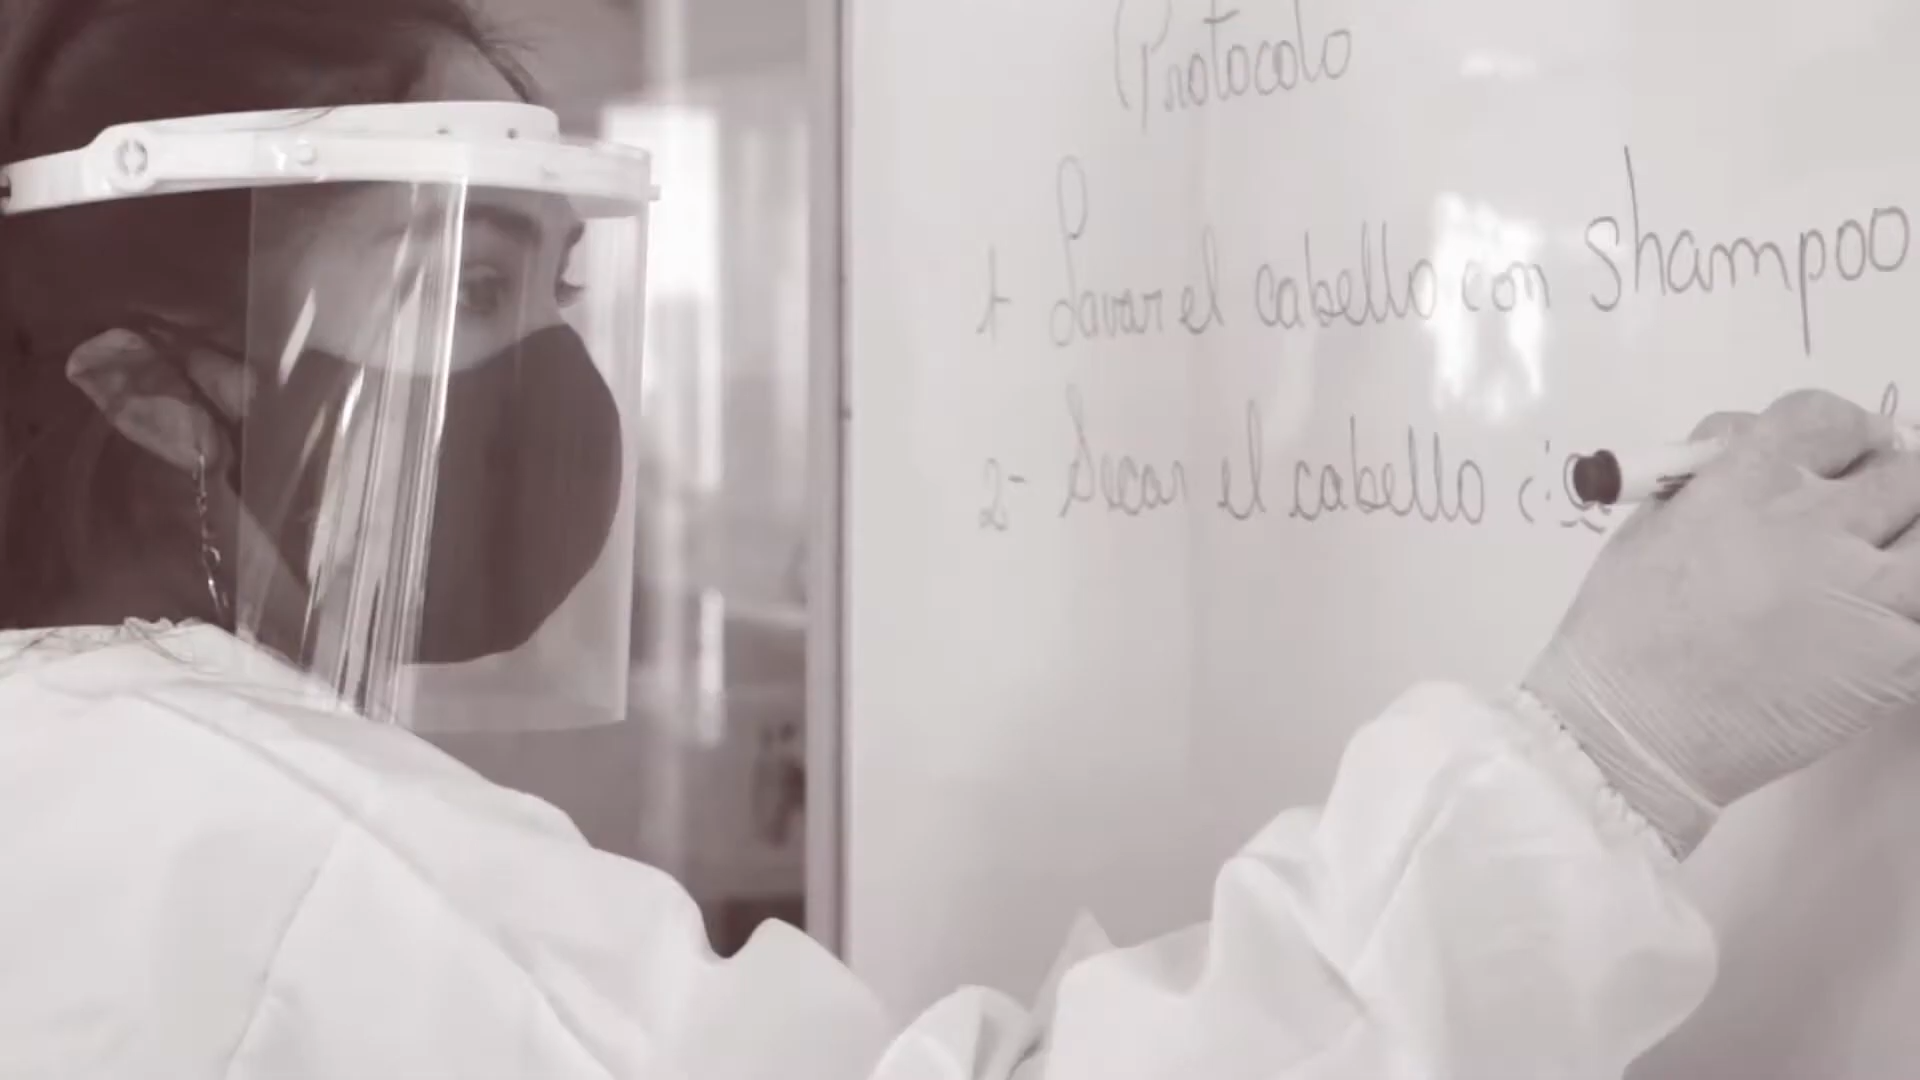 Protocolo
1- Lavar el cabello con shampoo
2- Secar el cabello